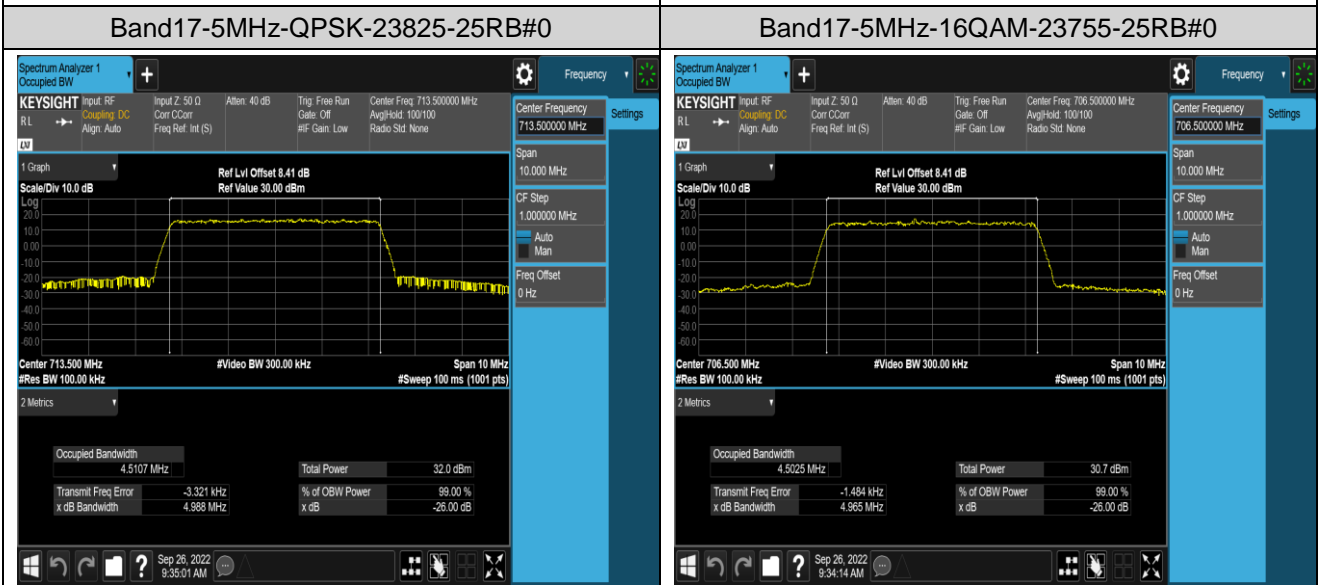 Band17-5MHz-QPSK-23825-25RB#0
Spectrum Analyzer 1
Occupied BW
Frequency
KEYSIGHT
RL
LXI
Input: RF
Coupling: DC
Align: Auto
Input Z: 50 Ω
Corr CCorr
Freq Ref: Int (S)
Atten: 40 dB
Trig: Free Run
Gate: Off
#IF Gain: Low
Center Freq: 713.500000 MHz
Avg|Hold: 100/100
Radio Std: None
Center Frequency
713.500000 MHz
Settings
Span
10.000 MHz
CF Step
1.000000 MHz
Auto
Man
Freq Offset
0 Hz
1 Graph
Scale/Div 10.0 dB
Ref Lvl Offset 8.41 dB
Ref Value 30.00 dBm
Log
20.0
10.0
0.00
-10.0
-20.0
-30.0
-40.0
-50.0
-60.0
Center 713.500 MHz
#Video BW 300.00 kHz
Span 10 MHz
#Res BW 100.00 kHz
#Sweep 100 ms (1001 pts)
2 Metrics
Occupied Bandwidth
4.5107 MHz
Total Power 32.0 dBm
Transmit Freq Error -3.321 kHz
% of OBW Power 99.00 %
x dB Bandwidth 4.988 MHz
x dB -26.00 dB
Sep 26, 2022
9:35:01 AM
Band17-5MHz-16QAM-23755-25RB#0
Spectrum Analyzer 1
Occupied BW
Frequency
KEYSIGHT
RL
LXI
Input: RF
Coupling: DC
Align: Auto
Input Z: 50 Ω
Corr CCorr
Freq Ref: Int (S)
Atten: 40 dB
Trig: Free Run
Gate: Off
#IF Gain: Low
Center Freq: 706.500000 MHz
Avg|Hold: 100/100
Radio Std: None
Center Frequency
706.500000 MHz
Settings
Span
10.000 MHz
CF Step
1.000000 MHz
Auto
Man
Freq Offset
0 Hz
1 Graph
Scale/Div 10.0 dB
Ref Lvl Offset 8.41 dB
Ref Value 30.00 dBm
Log
20.0
10.0
0.00
-10.0
-20.0
-30.0
-40.0
-50.0
-60.0
Center 706.500 MHz
#Video BW 300.00 kHz
Span 10 MHz
#Res BW 100.00 kHz
#Sweep 100 ms (1001 pts)
2 Metrics
Occupied Bandwidth
4.5025 MHz
Total Power 30.7 dBm
Transmit Freq Error -1.484 kHz
% of OBW Power 99.00 %
x dB Bandwidth 4.965 MHz
x dB -26.00 dB
Sep 26, 2022
9:34:14 AM